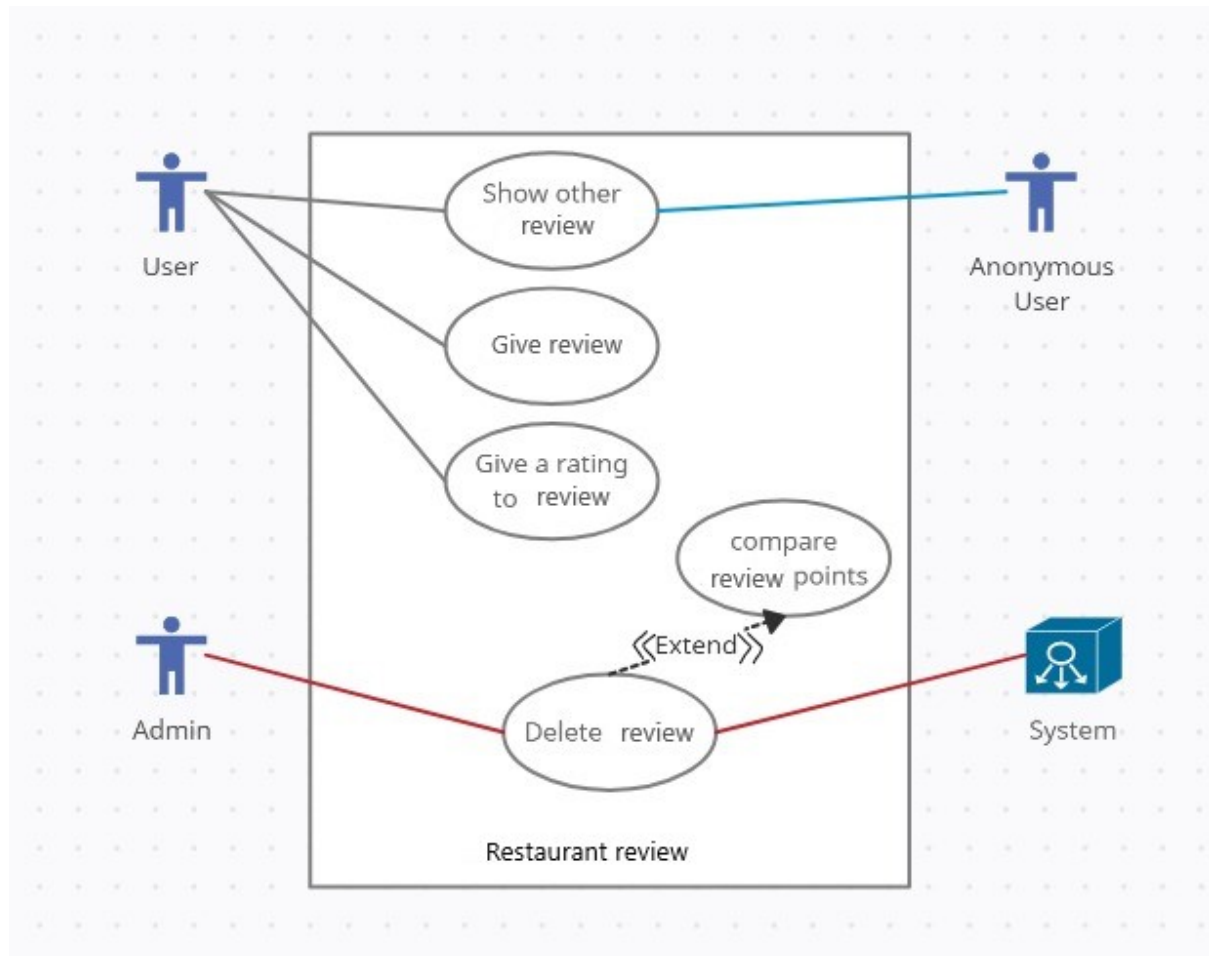 Show other
review
User
Anonymous
User
Give review
Give a rating
to review
compare
review points
《Extend》
Admin
Delete review
System
Restaurant review